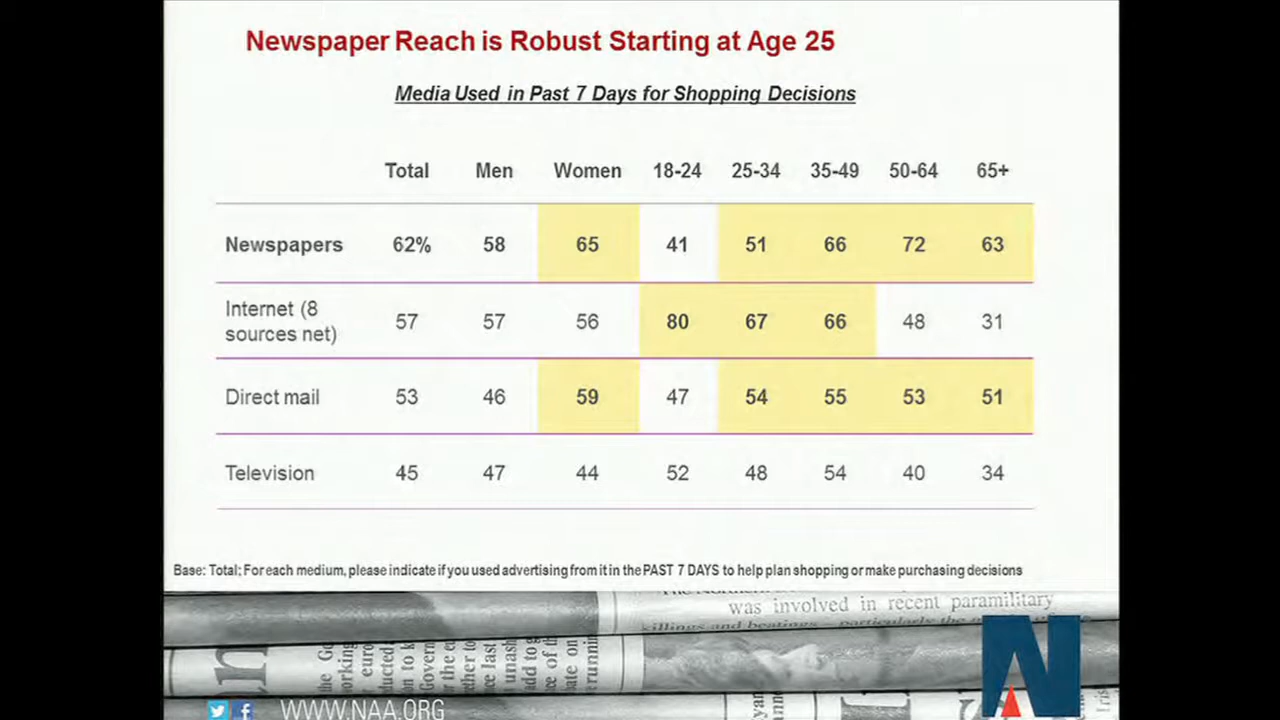 Newspaper Reach is Robust Starting at Age 25
Media Used in Past 7 Days for Shopping Decisions
Total Men Women 18-24 25-34 35-49 50-64 65+
Newspapers 62% 58 65 41 51 66 72 63
Internet (8
sources net) 57 57 56 80 67 66 48 31
Direct mail 53 46 59 47 54 55 53 51
Television 45 47 44 52 48 54 40 34
Base: Total; For each medium, please indicate if you used advertising from it in the PAST 7 DAYS to help plan shopping or make purchasing decisions
was involved in recent paramilitary
killings and beatings – particularly the
WWW.NAA.ORG
N